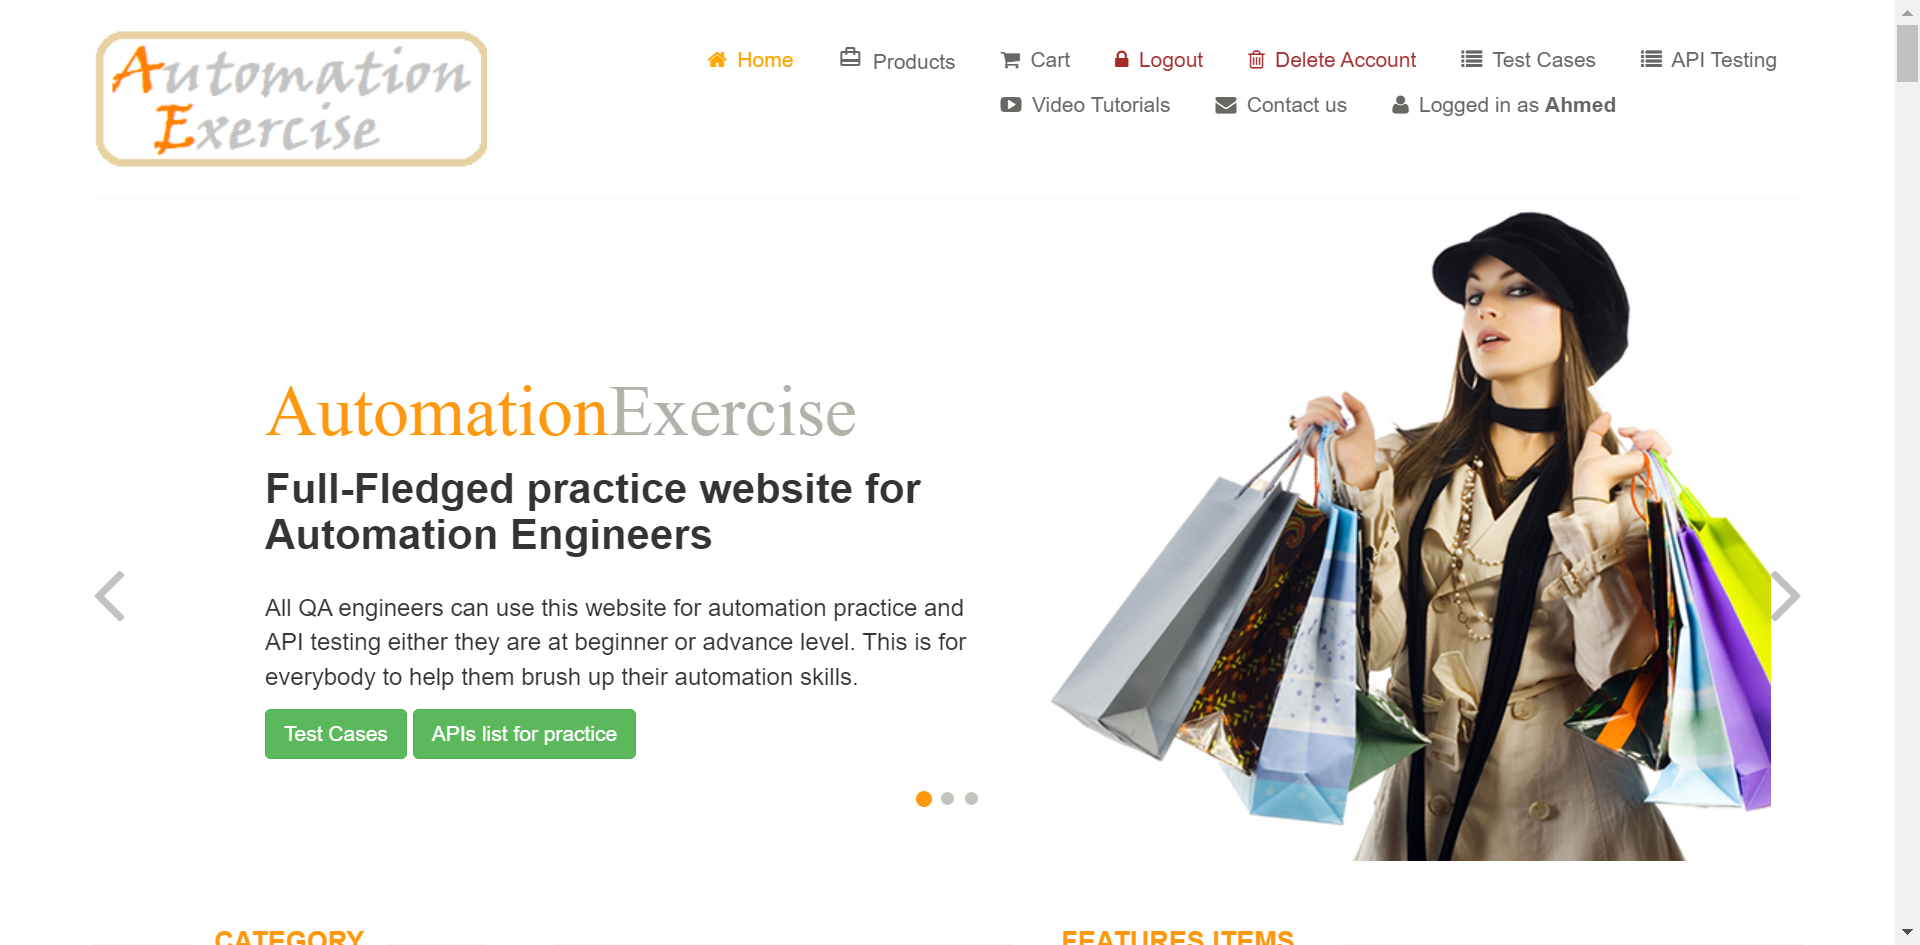 Automation
Exercise
Home Products Cart Logout Delete Account Test Cases API Testing
Video Tutorials Contact us Logged in as Ahmed
AutomationExercise
Full-Fledged practice website for
Automation Engineers
All QA engineers can use this website for automation practice and
API testing either they are at beginner or advance level. This is for
everybody to help them brush up their automation skills.
Test Cases APIs list for practice
CATEGORY FEATURES ITEMS